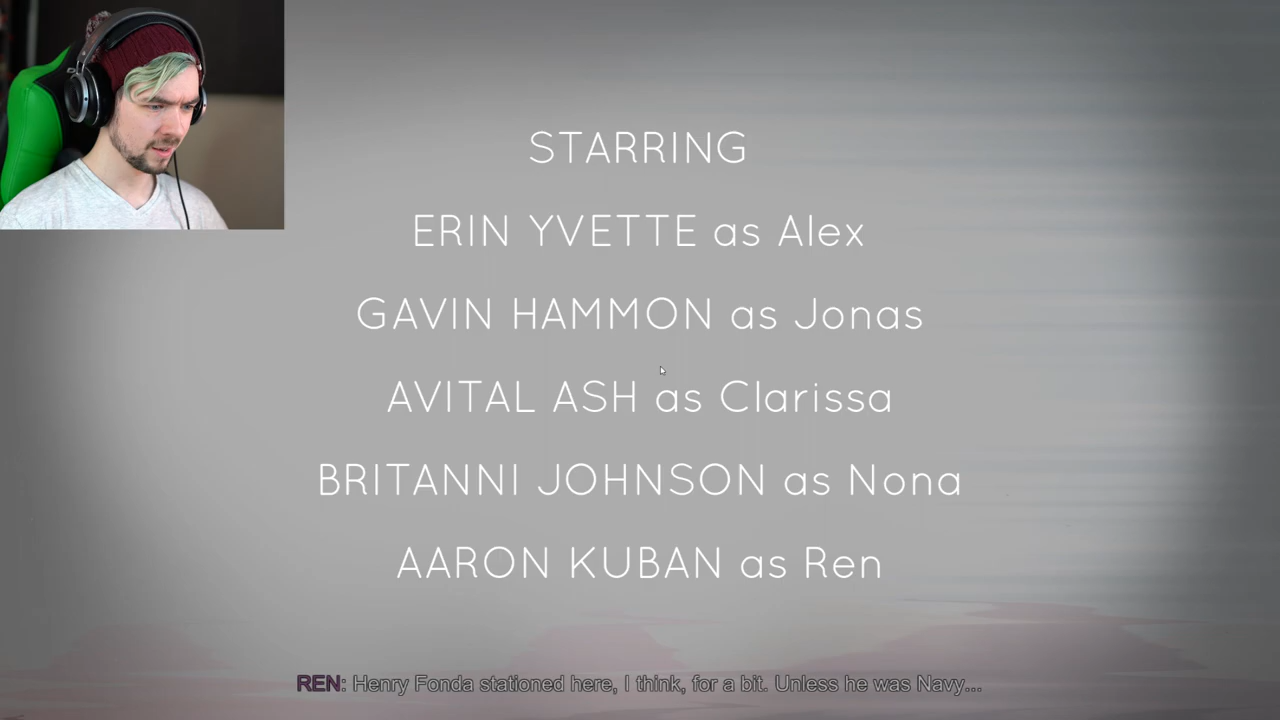 STARRING
ERIN YVETTE as Alex
GAVIN HAMMON as Jonas
AVITAL ASH as Clarissa
BRITANNI JOHNSON as Nona
AARON KUBAN as Ren
REN: Henry Fonda stationed here, I think, for a bit. Unless he was Navy...